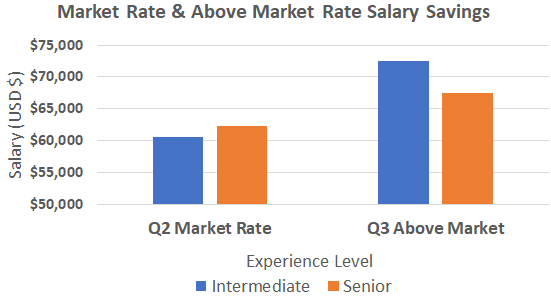 Market Rate & Above Market Rate Salary Savings
Salary (USD $)
$75,000
$70,000
$65,000
$60,000
$55,000
$50,000
Q2 Market Rate
Q3 Above Market
Experience Level
Intermediate
Senior